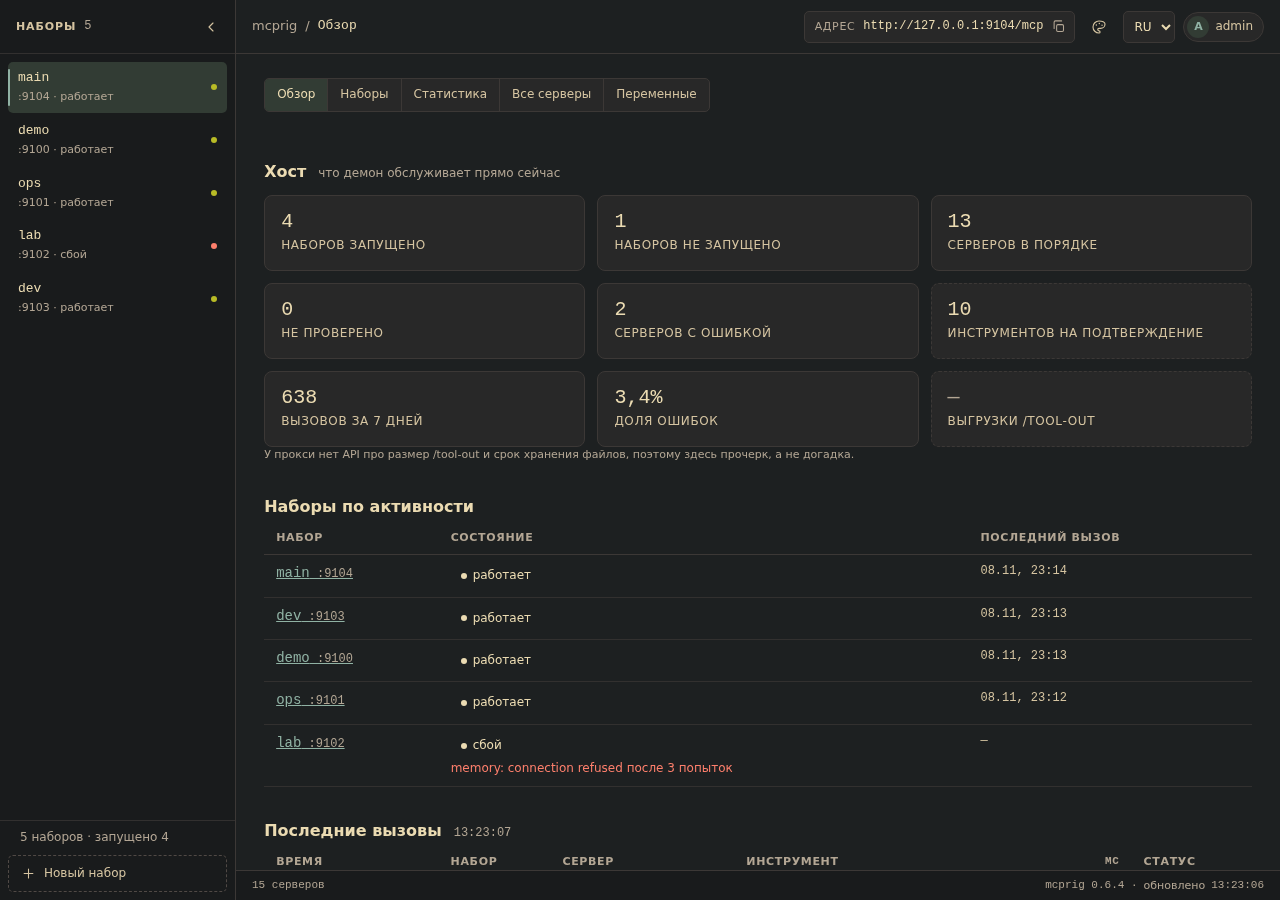 НАБОРЫ 5
main
:9104 · работает
demo
:9100 · работает
ops
:9101 · работает
lab
:9102 · сбой
dev
:9103 · работает
5 наборов · запущено 4
Новый набор
mcprig / Обзор
АДРЕС http://127.0.0.1:9104/mcp
RU
A admin
Обзор Наборы Статистика Все серверы Переменные
Хост что демон обслуживает прямо сейчас
4
НАБОРОВ ЗАПУЩЕНО
1
НАБОРОВ НЕ ЗАПУЩЕНО
13
СЕРВЕРОВ В ПОРЯДКЕ
0
НЕ ПРОВЕРЕНО
2
СЕРВЕРОВ С ОШИБКОЙ
10
ИНСТРУМЕНТОВ НА ПОДТВЕРЖДЕНИЕ
638
ВЫЗОВОВ ЗА 7 ДНЕЙ
3,4%
ДОЛЯ ОШИБОК
—
ВЫГРУЗКИ /TOOL-OUT
У прокси нет API про размер /tool-out и срок хранения файлов, поэтому здесь прочерк, а не догадка.
Наборы по активности
НАБОР СОСТОЯНИЕ ПОСЛЕДНИЙ ВЫЗОВ
main :9104 работает 08.11, 23:14
dev :9103 работает 08.11, 23:13
demo :9100 работает 08.11, 23:13
ops :9101 работает 08.11, 23:12
lab :9102 сбой —
memory: connection refused после 3 попыток
Последние вызовы 13:23:07
ВРЕМЯ НАБОР СЕРВЕР ИНСТРУМЕНТ МС СТАТУС
15 серверов
mcprig 0.6.4 · обновлено 13:23:06